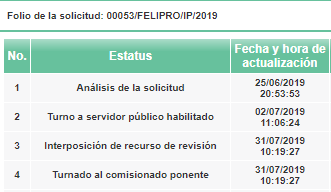 Folio de la solicitud: 00053/FELIPRO/IP/2019
No. Estatus Fecha y hora de
actualización
1 Análisis de la solicitud 25/06/2019
20:53:53
2 Turno a servidor público habilitado 02/07/2019
11:06:24
3 Interposición de recurso de revisión 31/07/2019
10:19:27
4 Turnado al comisionado ponente 31/07/2019
10:19:27